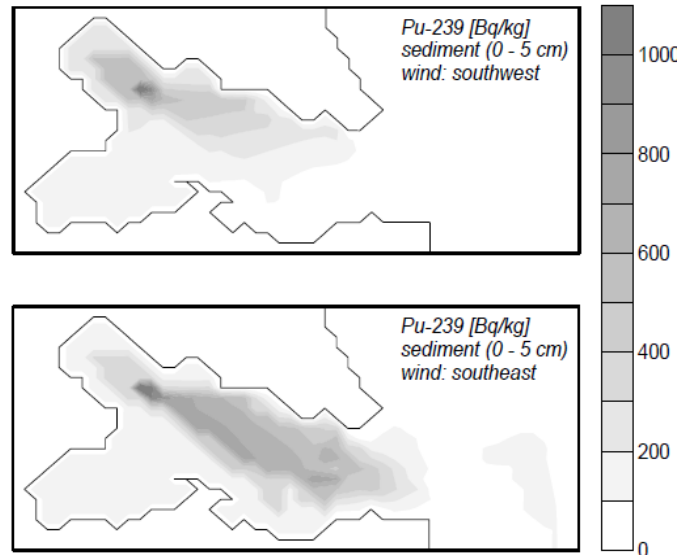 Pu-239 [Bq/kg]
sediment (0 - 5 cm)
wind: southwest
Pu-239 [Bq/kg]
sediment (0 - 5 cm)
wind: southeast
1000
800
600
400
200
0